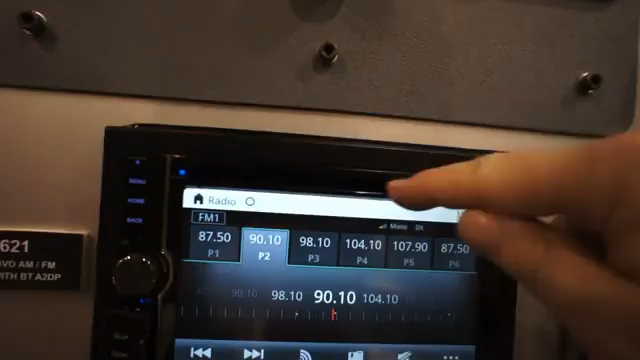 MENU
HOME
BACK
Radio
FM1
Mono DX
87.50 90.10 98.10 104.10 107.90 87.50
P1 P2 P3 P4 P5 P6
90.10 98.10 90.10 104.10
621
DVD AM / FM
WITH BT A2DP